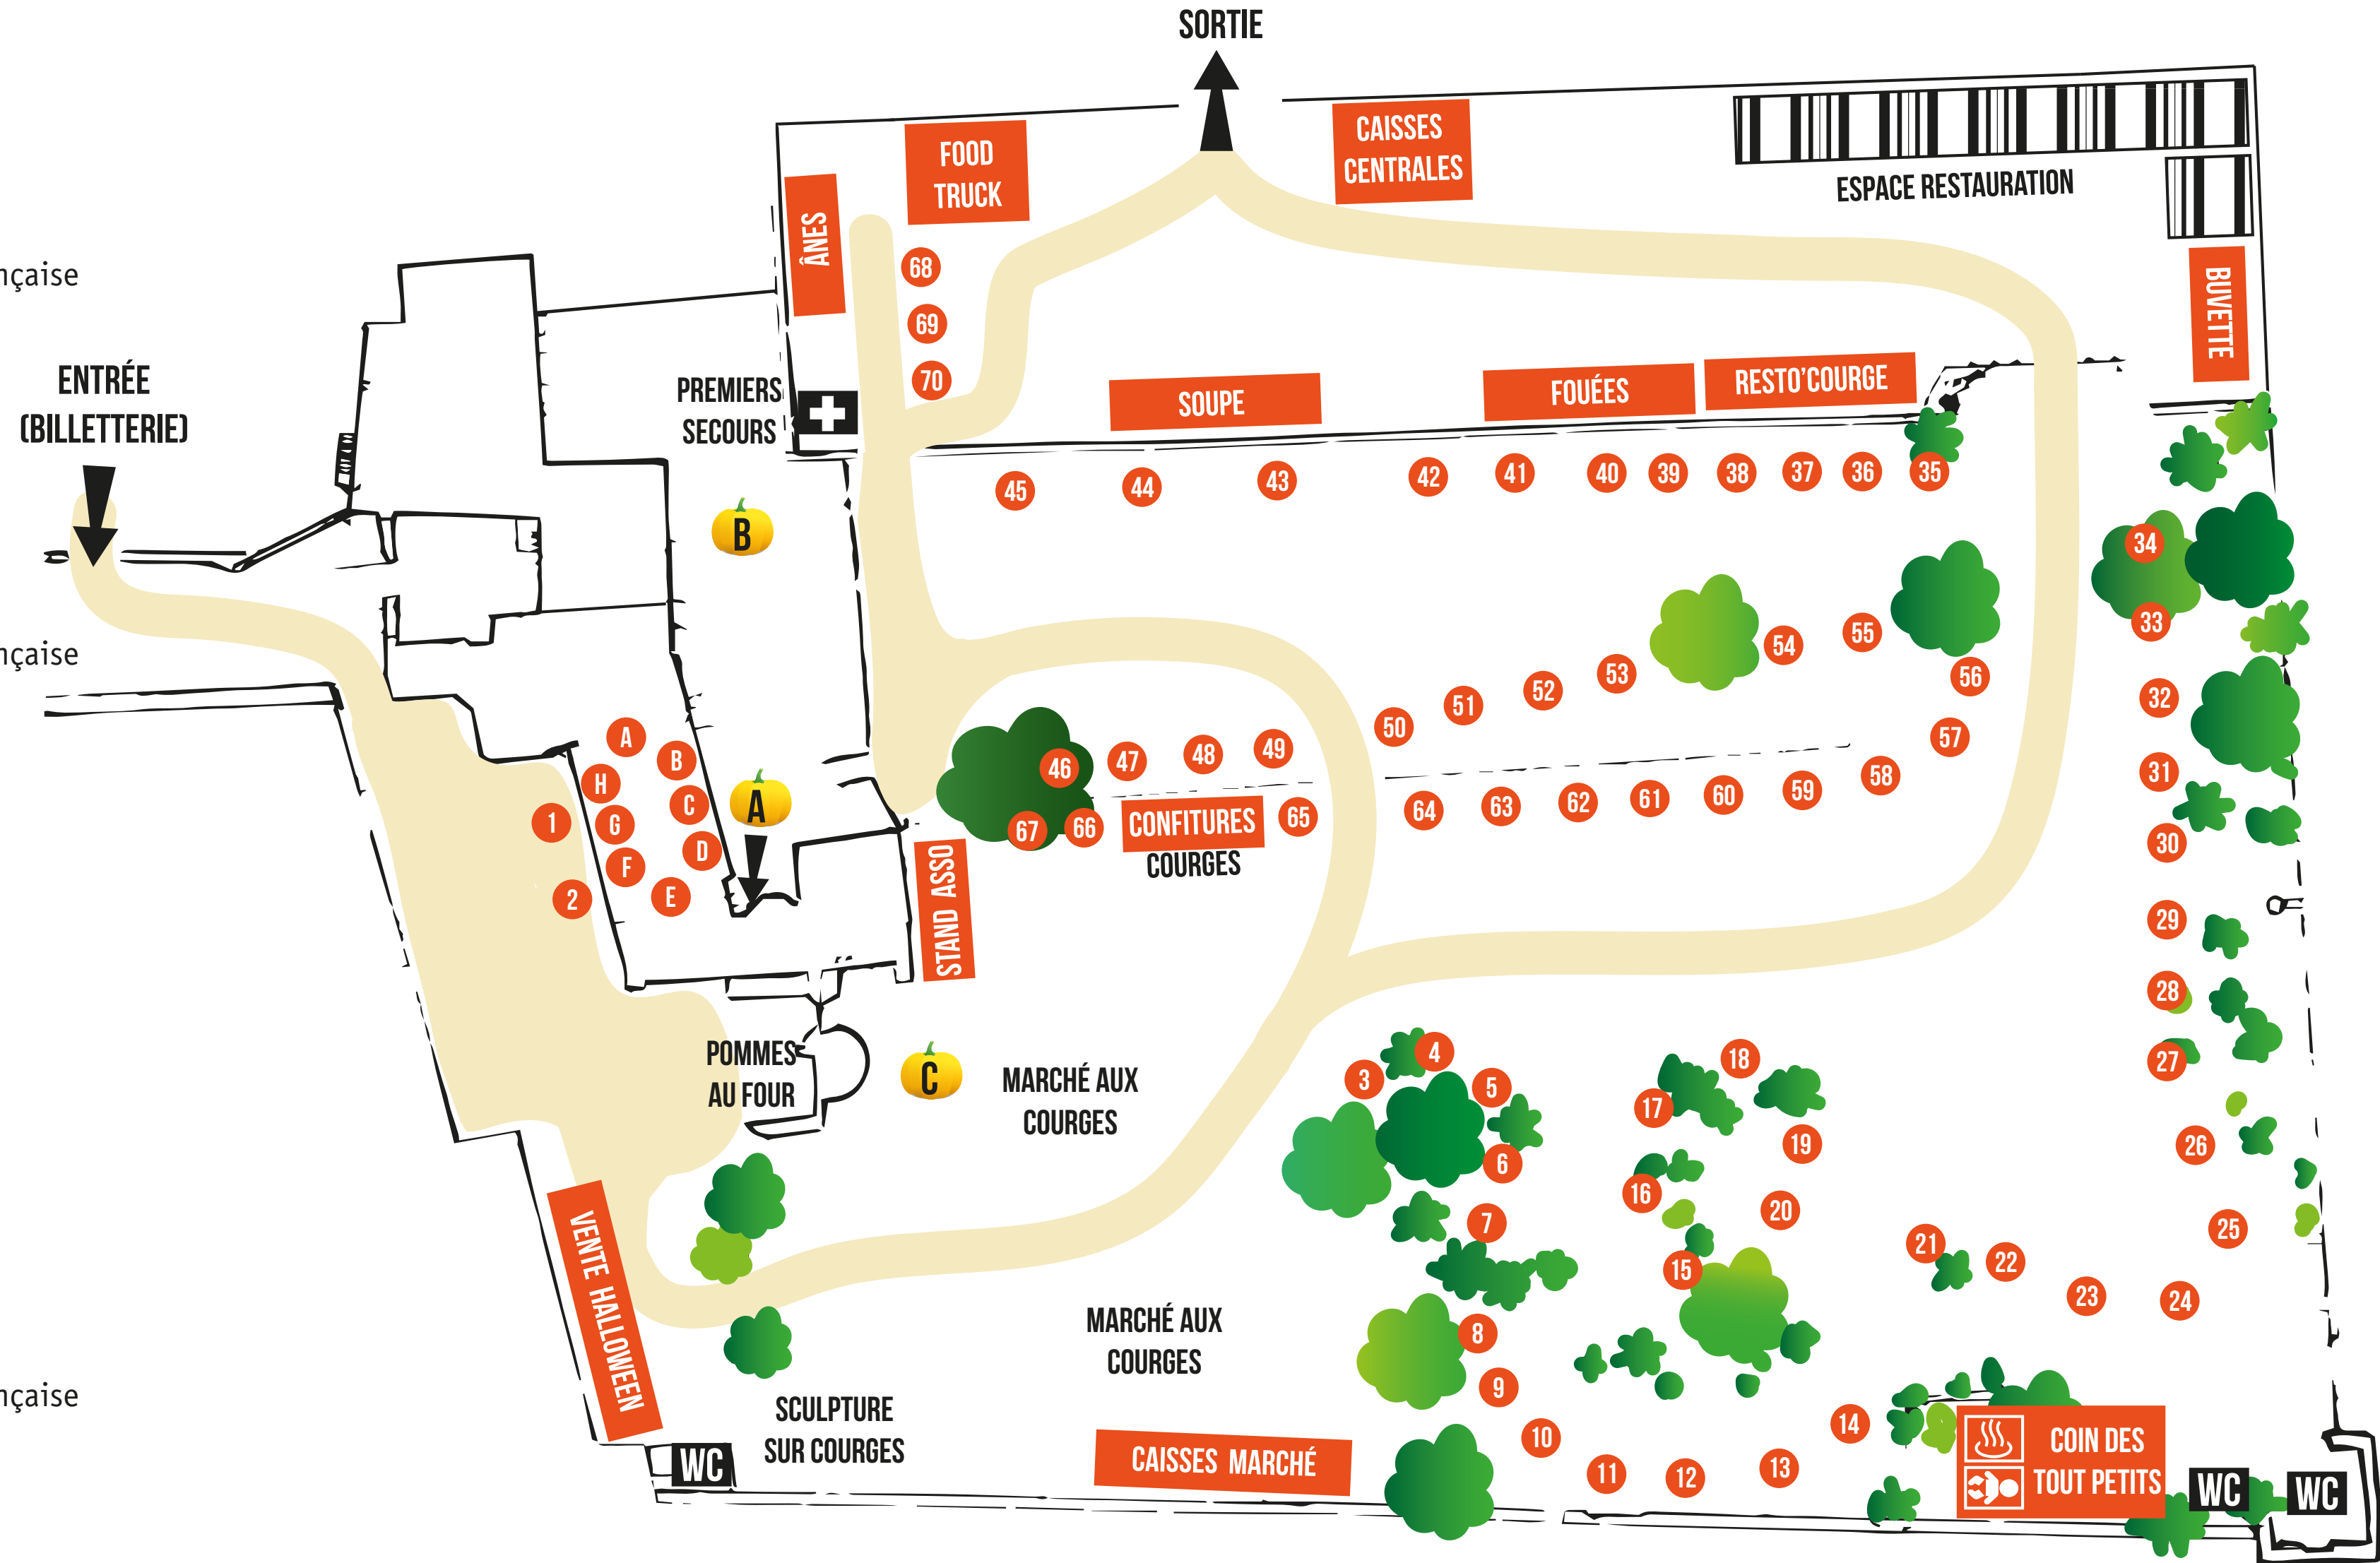 SORTIE
FOOD
TRUCK
CAISSES
CENTRALES
ESPACE RESTAURATION
ÂNES
BUVETTE
68
69
70
nçaise
ENTRÉE
(BILLETTERIE)
PREMIERS
SECOURS
SOUPE
FOUÉES
RESTO'COURGE
45
44
43
42
41
40
39
38
37
36
35
B
34
33
nçaise
46
47
48
49
50
51
52
53
54
55
56
57
58
59
60
61
62
63
64
65
66
67
CONFITURES
COURGES
32
31
30
29
28
27
26
25
24
23
22
21
A
B
C
D
E
F
G
H
1
2
A
STAND ASSO
POMMES
AU FOUR
C
MARCHÉ AUX
COURGES
3
4
5
6
7
8
9
10
11
12
13
14
15
16
17
18
19
20
VENTE HALLOWEEN
MARCHÉ AUX
COURGES
nçaise
SCULPTURE
SUR COURGES
WC
CAISSES MARCHÉ
COIN DES
TOUT PETITS
WC
WC